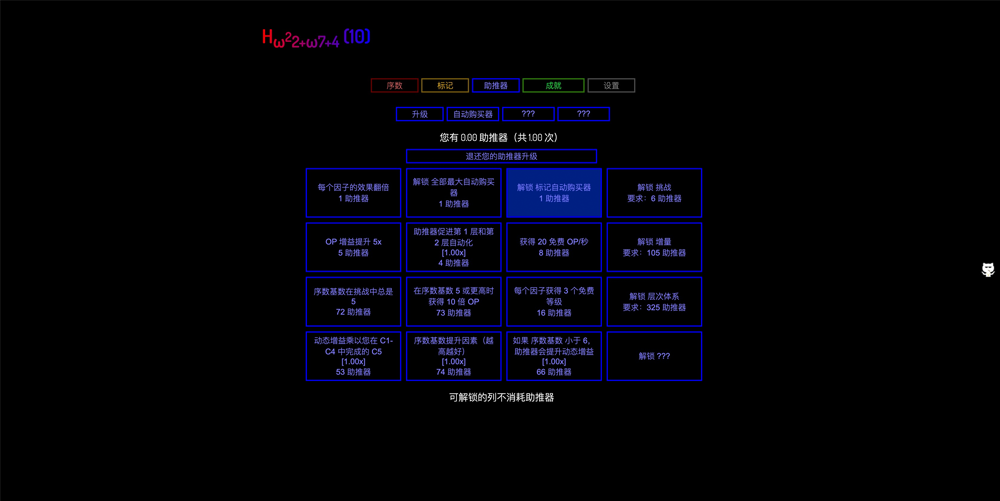 Hω²2+ω7+4 (10)
序数 标记 助推器 成就 设置
升级 自动购买器 ??? ???
您有 0.00 助推器（共 1.00 次）
退还您的助推器升级
每个因子的效果翻倍
1 助推器
解锁 全部最大自动购买
器
1 助推器
解锁 标记自动购买器
1 助推器
解锁 挑战
要求：6 助推器
OP 增益提升 5x
5 助推器
助推器促进第 1 层和第
2 层自动化
[1.00x]
4 助推器
获得 20 免费 OP/秒
8 助推器
解锁 增量
要求：105 助推器
序数基数在挑战中总是
5
72 助推器
在序数基数 5 或更高时
获得 10 倍 OP
73 助推器
每个因子获得 3 个免费
等级
16 助推器
解锁 层次体系
要求：325 助推器
动态增益乘以您在 C1-
C4 中完成的 C5
[1.00x]
53 助推器
序数基数提升因素（越
高越好）
[1.00x]
74 助推器
如果 序数基数 小于 6,
助推器会提升动态增益
[1.00x]
66 助推器
解锁 ???
可解锁的列不消耗助推器